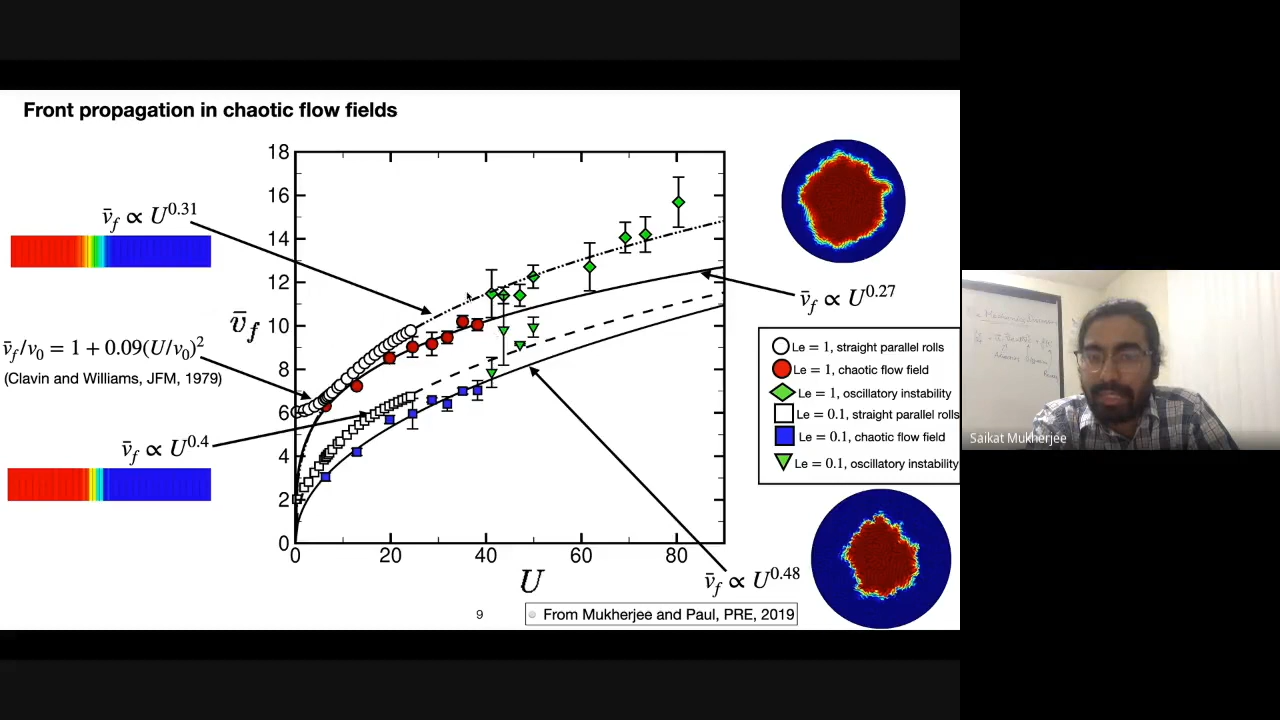 Front propagation in chaotic flow fields
18
16
14
12
10
8
6
4
2
0
0 20 40 60 80
v̄_f
U
v̄_f ∝ U^0.31
v̄_f/v_0 = 1 + 0.09(U/v_0)^2
(Clavin and Williams, JFM, 1979)
v̄_f ∝ U^0.4
v̄_f ∝ U^0.27
Le = 1, straight parallel rolls
Le = 1, chaotic flow field
Le = 1, oscillatory instability
Le = 0.1, straight parallel rolls
Le = 0.1, chaotic flow field
Le = 0.1, oscillatory instability
v̄_f ∝ U^0.48
9
From Mukherjee and Paul, PRE, 2019
Saikat Mukherjee